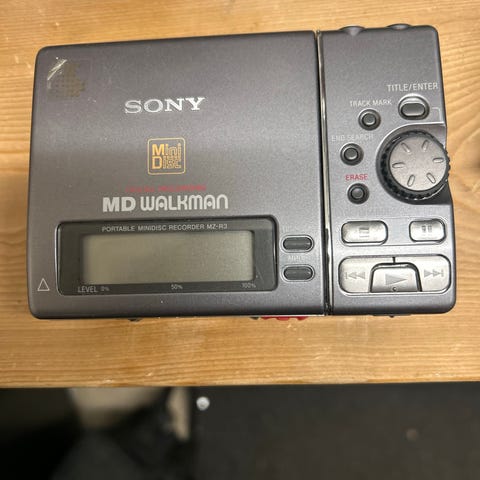 SONY
Mini
Disc
MD WALKMAN
PORTABLE MINIDISC RECORDER MZ-R3
LEVEL 0% 50% 100%
TITLE/ENTER
TRACK MARK
END SEARCH
ERASE